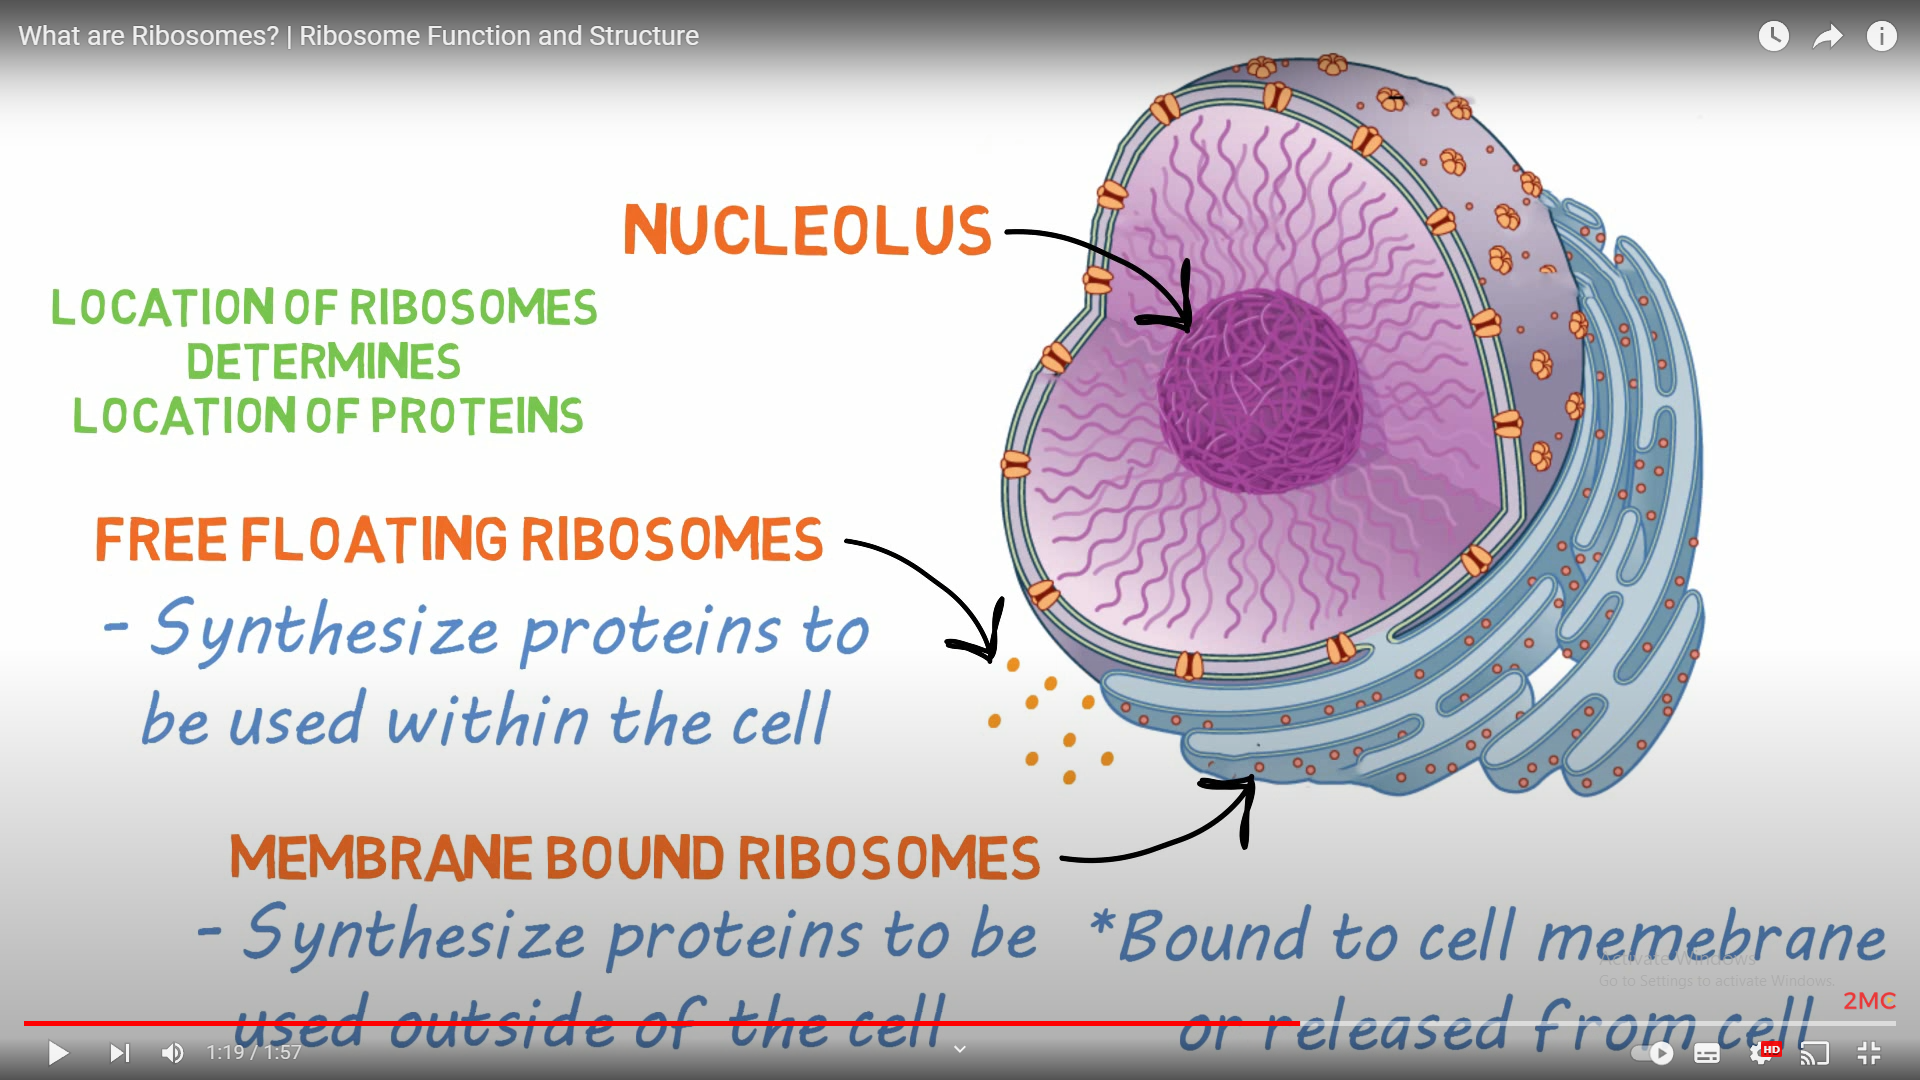 What are Ribosomes? | Ribosome Function and Structure
NUCLEOLUS
LOCATION OF RIBOSOMES
DETERMINES
LOCATION OF PROTEINS
FREE FLOATING RIBOSOMES
- Synthesize proteins to
be used within the cell
MEMBRANE BOUND RIBOSOMES
- Synthesize proteins to be
used outside of the cell
*Bound to cell memebrane
or released from cell
Activate Windows
Go to Settings to activate Windows.
2MC
1:19 / 1:57
HD